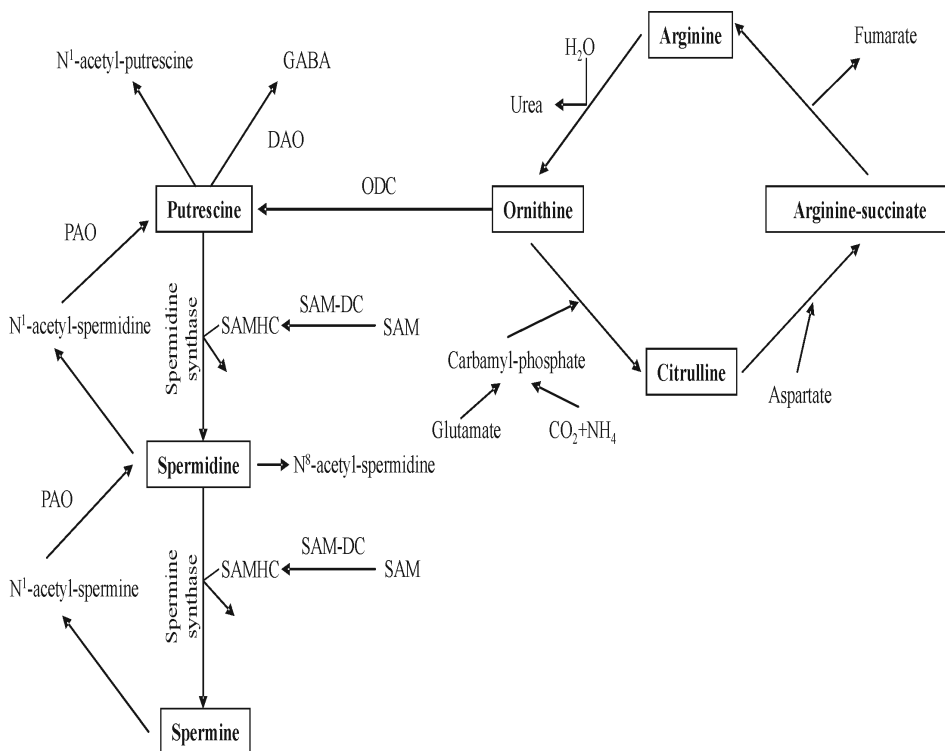 Arginine
Fumarate
H₂O
N¹-acetyl-putrescine
GABA
Urea
DAO
ODC
Putrescine
Ornithine
Arginine-succinate
PAO
Spermidine
synthase
SAM-DC
N¹-acetyl-spermidine
SAMHC
SAM
Carbamyl-phosphate
Citrulline
Aspartate
Glutamate
CO₂+NH₄
Spermidine
N⁸-acetyl-spermidine
PAO
Spermine
synthase
SAM-DC
SAMHC
SAM
N¹-acetyl-spermine
Spermine